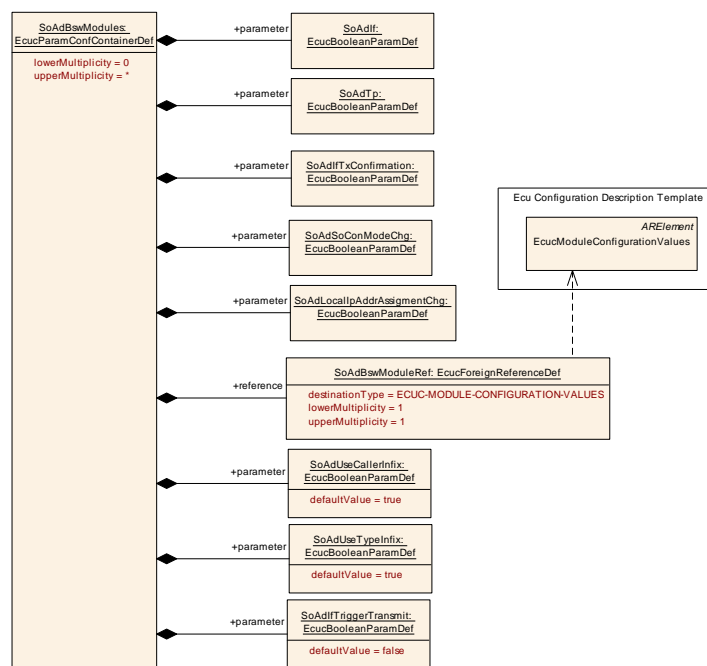 SoAdBswModules:
EcucParamConfContainerDef
lowerMultiplicity = 0
upperMultiplicity = *
+parameter
SoAdIf:
EcucBooleanParamDef
+parameter
SoAdTp:
EcucBooleanParamDef
+parameter
SoAdIfTxConfirmation:
EcucBooleanParamDef
+parameter
SoAdSoConModeChg:
EcucBooleanParamDef
Ecu Configuration Description Template
ARElement
EcucModuleConfigurationValues
+parameter
SoAdLocalIpAddrAssigmentChg:
EcucBooleanParamDef
+reference
SoAdBswModuleRef: EcucForeignReferenceDef
destinationType = ECUC-MODULE-CONFIGURATION-VALUES
lowerMultiplicity = 1
upperMultiplicity = 1
+parameter
SoAdUseCallerInfix:
EcucBooleanParamDef
defaultValue = true
+parameter
SoAdUseTypeInfix:
EcucBooleanParamDef
defaultValue = true
+parameter
SoAdIfTriggerTransmit:
EcucBooleanParamDef
defaultValue = false